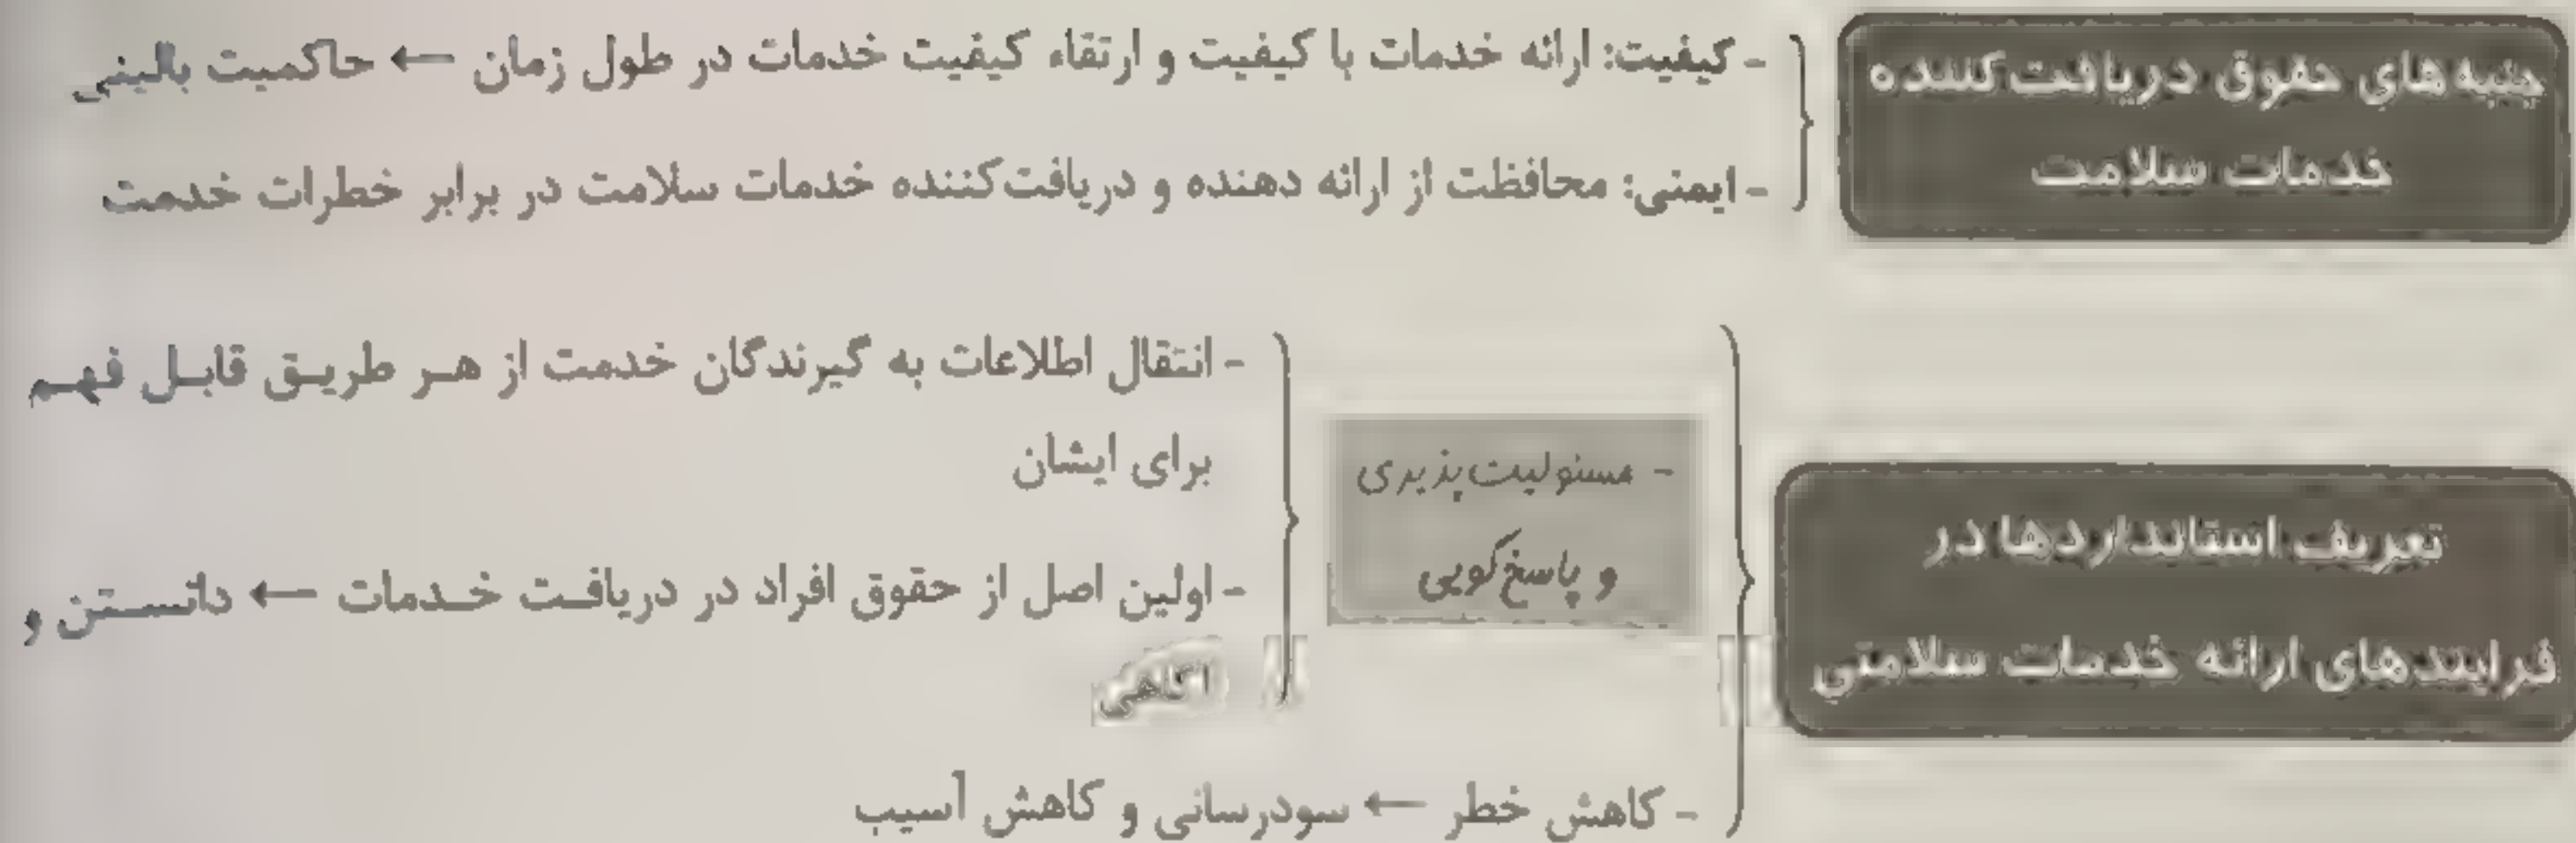 جنبه‌های حقوق دریافت‌کننده
خدمات سلامت
- کیفیت: ارائه خدمات با کیفیت و ارتقاء کیفیت خدمات در طول زمان ← حاکمیت بالینی
- ایمنی: محافظت از ارائه دهنده و دریافت‌کننده خدمات سلامت در برابر خطرات خدمت
تعریف استانداردها در
فرایندهای ارائه خدمات سلامتی
- مسئولیت‌پذیری
و پاسخ‌گویی
- انتقال اطلاعات به گیرندگان خدمت از هر طریق قابل فهم
برای ایشان
- اولین اصل از حقوق افراد در دریافت خدمات ← دانستن و
آگاهی
- کاهش خطر ← سودرسانی و کاهش آسیب